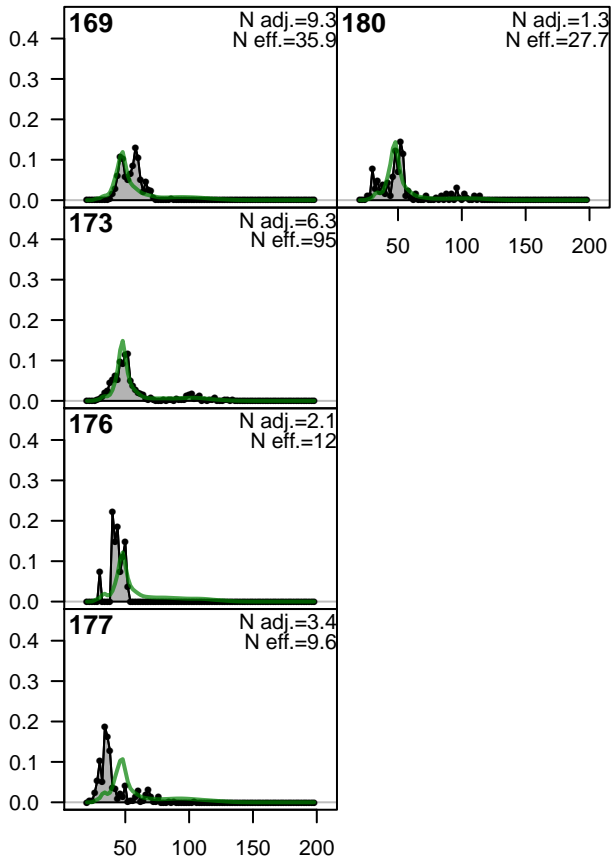 169
N adj.=9.3
N eff.=35.9
180
N adj.=1.3
N eff.=27.7
0.4
0.3
0.2
0.1
0.0
173
N adj.=6.3
N eff.=95
50 100 150 200
0.4
0.3
0.2
0.1
0.0
176
N adj.=2.1
N eff.=12
0.4
0.3
0.2
0.1
0.0
177
N adj.=3.4
N eff.=9.6
0.4
0.3
0.2
0.1
0.0
50 100 150 200